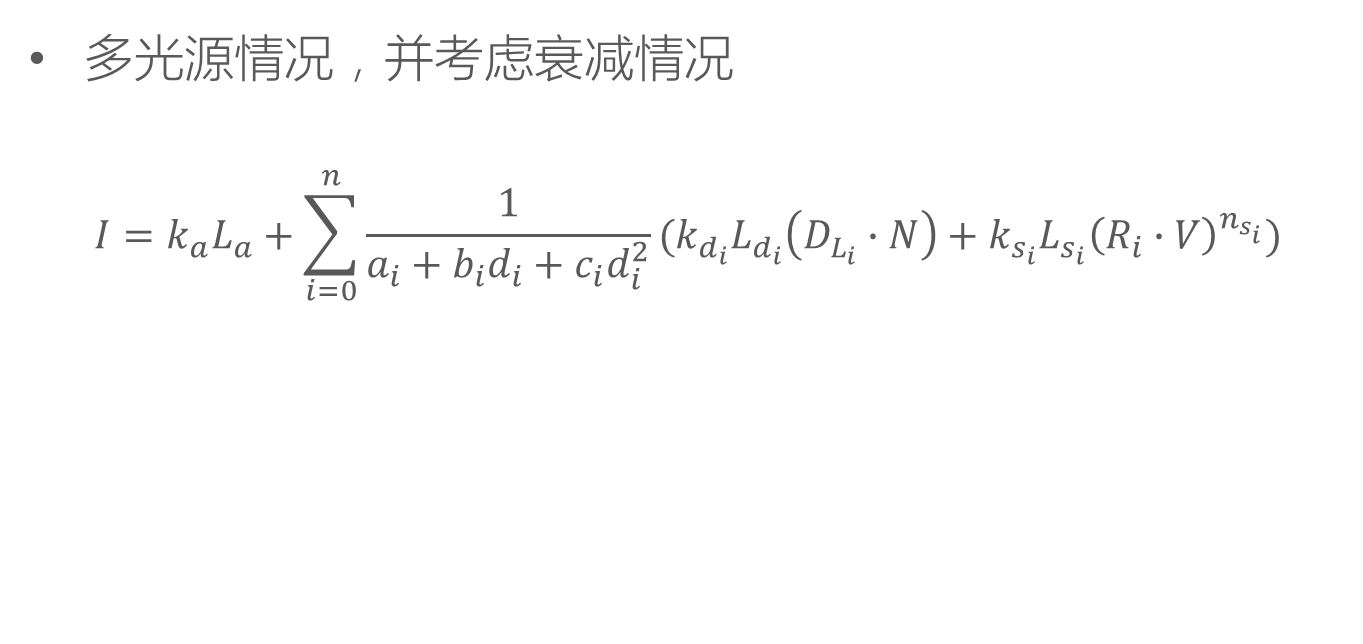 • 多光源情况，并考虑衰减情况
$I = k_a L_a + \sum_{i=0}^{n} \frac{1}{a_i + b_i d_i + c_i d_i^2} (k_{d_i} L_{d_i} (D_{L_i} \cdot N) + k_{s_i} L_{s_i} (R_i \cdot V)^{n_{s_i}})$